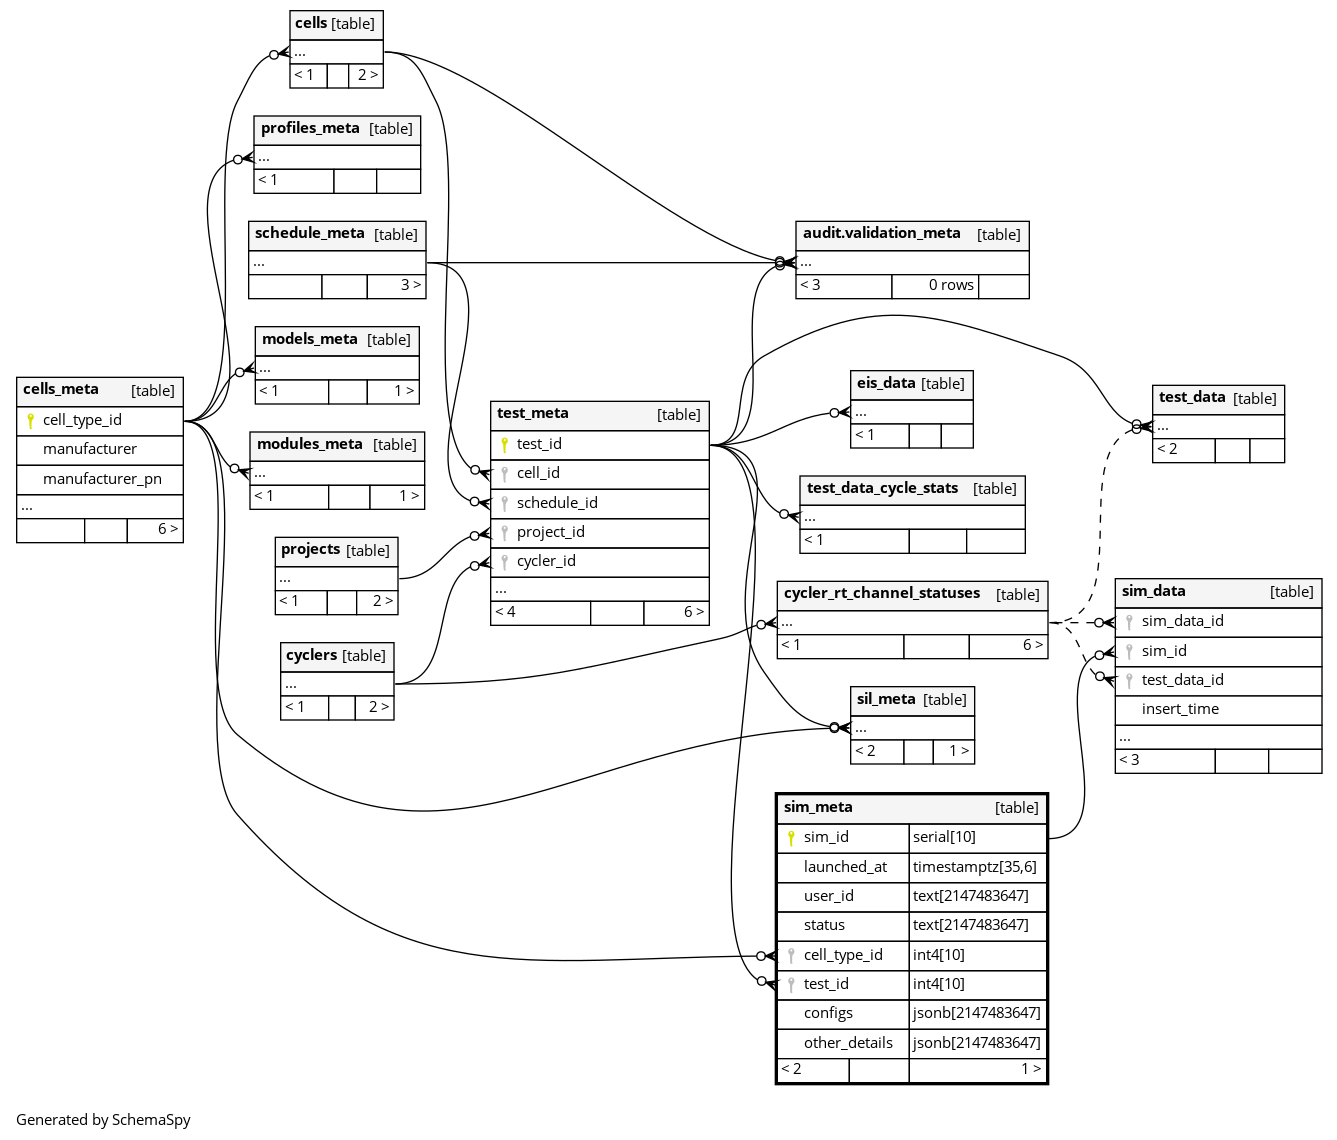 cells [table]
...
< 1 2 >
profiles_meta [table]
...
< 1
schedule_meta [table]
...
3 >
models_meta [table]
...
< 1 1 >
cells_meta [table]
cell_type_id
manufacturer
manufacturer_pn
...
6 >
modules_meta [table]
...
< 1 1 >
projects [table]
...
< 1 2 >
cyclers [table]
...
< 1 2 >
test_meta [table]
test_id
cell_id
schedule_id
project_id
cycler_id
...
< 4 6 >
audit.validation_meta [table]
...
< 3 0 rows
eis_data [table]
...
< 1
test_data_cycle_stats [table]
...
< 1
cycler_rt_channel_statuses [table]
...
< 1 6 >
sil_meta [table]
...
< 2 1 >
test_data [table]
...
< 2
sim_data [table]
sim_data_id
sim_id
test_data_id
insert_time
...
< 3
sim_meta [table]
sim_id serial[10]
launched_at timestamptz[35,6]
user_id text[2147483647]
status text[2147483647]
cell_type_id int4[10]
test_id int4[10]
configs jsonb[2147483647]
other_details jsonb[2147483647]
< 2 1 >
Generated by SchemaSpy